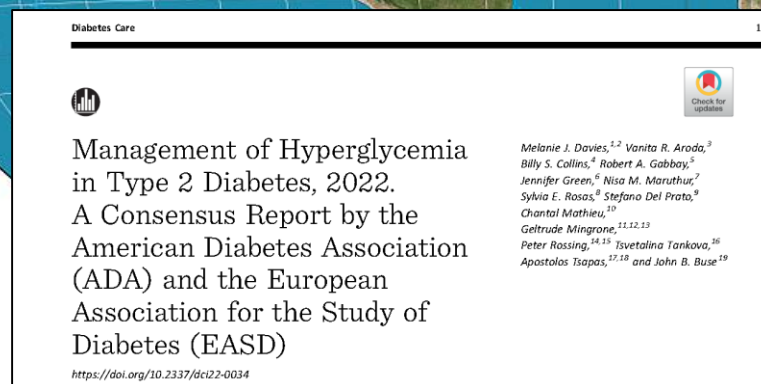 Diabetes Care
1
Check for
updates
Management of Hyperglycemia
in Type 2 Diabetes, 2022.
A Consensus Report by the
American Diabetes Association
(ADA) and the European
Association for the Study of
Diabetes (EASD)
https://doi.org/10.2337/dci22-0034
Melanie J. Davies,1,2 Vanita R. Aroda,3
Billy S. Collins,4 Robert A. Gabbay,5
Jennifer Green,6 Nisa M. Maruthur,7
Sylvia E. Rosas,8 Stefano Del Prato,9
Chantal Mathieu,10
Geltrude Mingrone,11,12,13
Peter Rossing,14,15 Tsvetalina Tankova,16
Apostolos Tsapas,17,18 and John B. Buse19